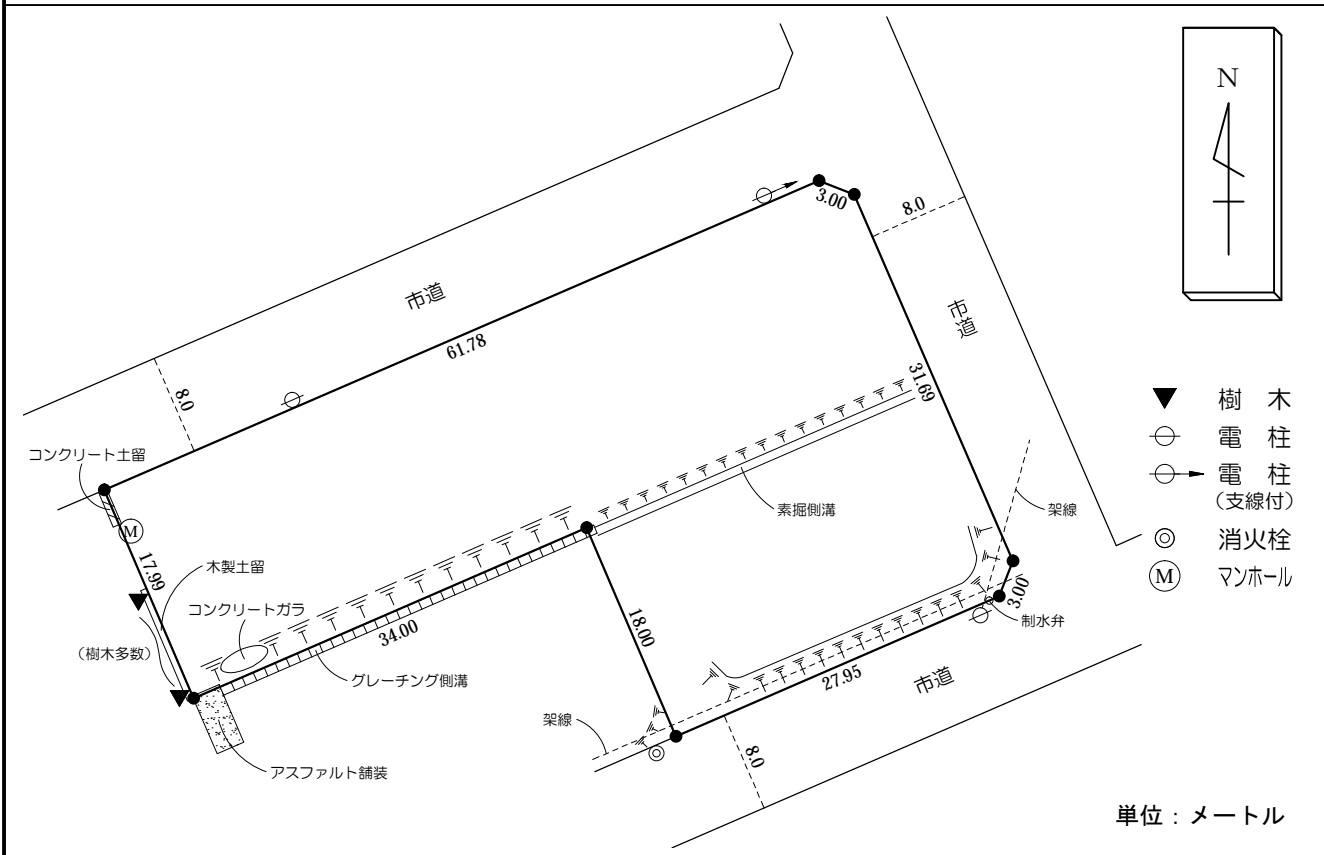 N
3.00
8.0
市道
市道
61.78
8.0
31.69
樹 木
電 柱
電 柱
(支線付)
消火栓
M マンホール
コンクリート土留
M
素掘側溝
架線
17.99
木製土留
コンクリートガラ
3.00
制水弁
34.00
18.00
(樹木多数)
グレーチング側溝
27.95
市道
架線
8.0
アスファルト舗装
単位：メートル